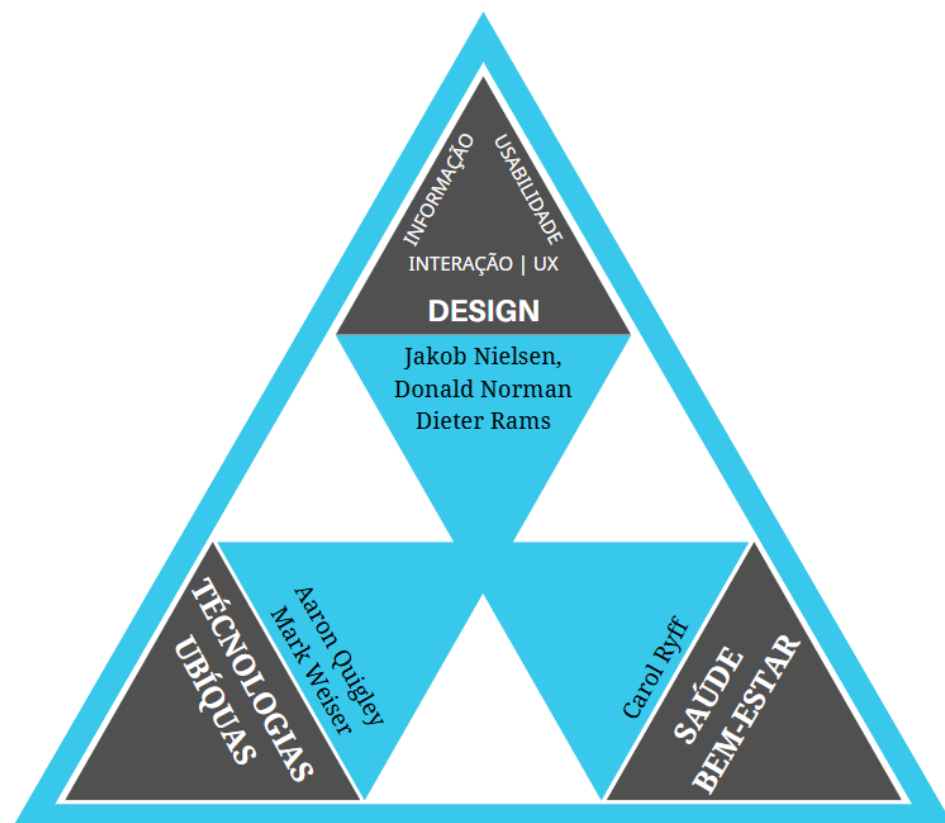 INFORMAÇÃO
USABILIDADE
INTERAÇÃO | UX
DESIGN
Jakob Nielsen,
Donald Norman
Dieter Rams
TÉCNOLOGIAS
UBÍQUAS
Aaron Quigley
Mark Weiser
Carol Ryff
SAÚDE
BEM-ESTAR